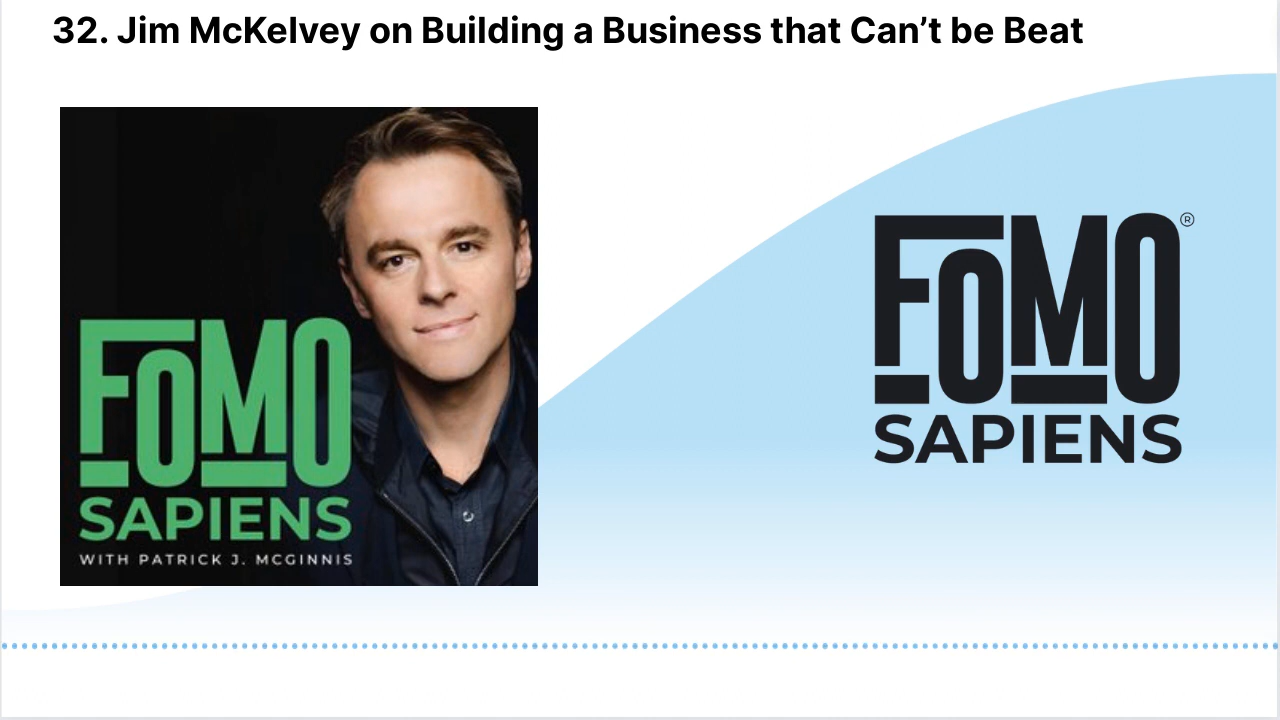 32. Jim McKelvey on Building a Business that Can’t be Beat
FOMO
SAPIENS
WITH PATRICK J. MCGINNIS
FOMO®
SAPIENS